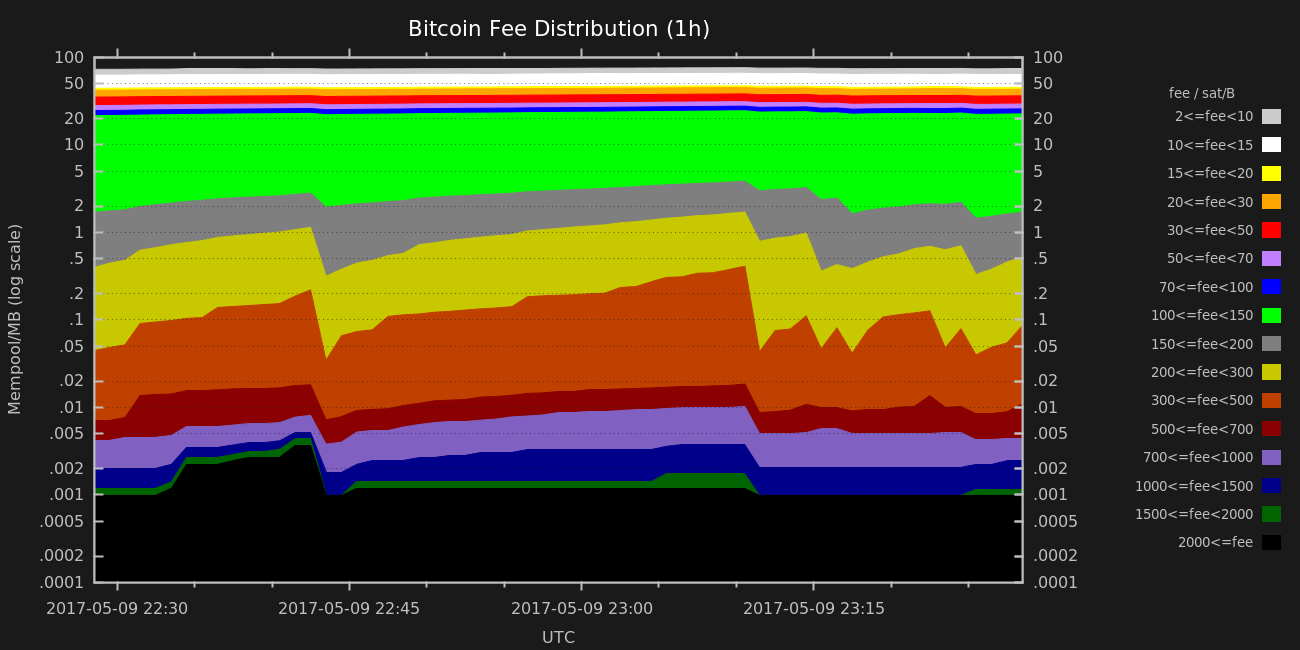 Bitcoin Fee Distribution (1h)
Mempool/MB (log scale)
100
50
20
10
5
2
1
.5
.2
.1
.05
.02
.01
.005
.002
.001
.0005
.0002
.0001
100
50
20
10
5
2
1
.5
.2
.1
.05
.02
.01
.005
.002
.001
.0005
.0002
.0001
fee / sat/B
2<=fee<10
10<=fee<15
15<=fee<20
20<=fee<30
30<=fee<50
50<=fee<70
70<=fee<100
100<=fee<150
150<=fee<200
200<=fee<300
300<=fee<500
500<=fee<700
700<=fee<1000
1000<=fee<1500
1500<=fee<2000
2000<=fee
2017-05-09 22:30 2017-05-09 22:45 2017-05-09 23:00 2017-05-09 23:15
UTC